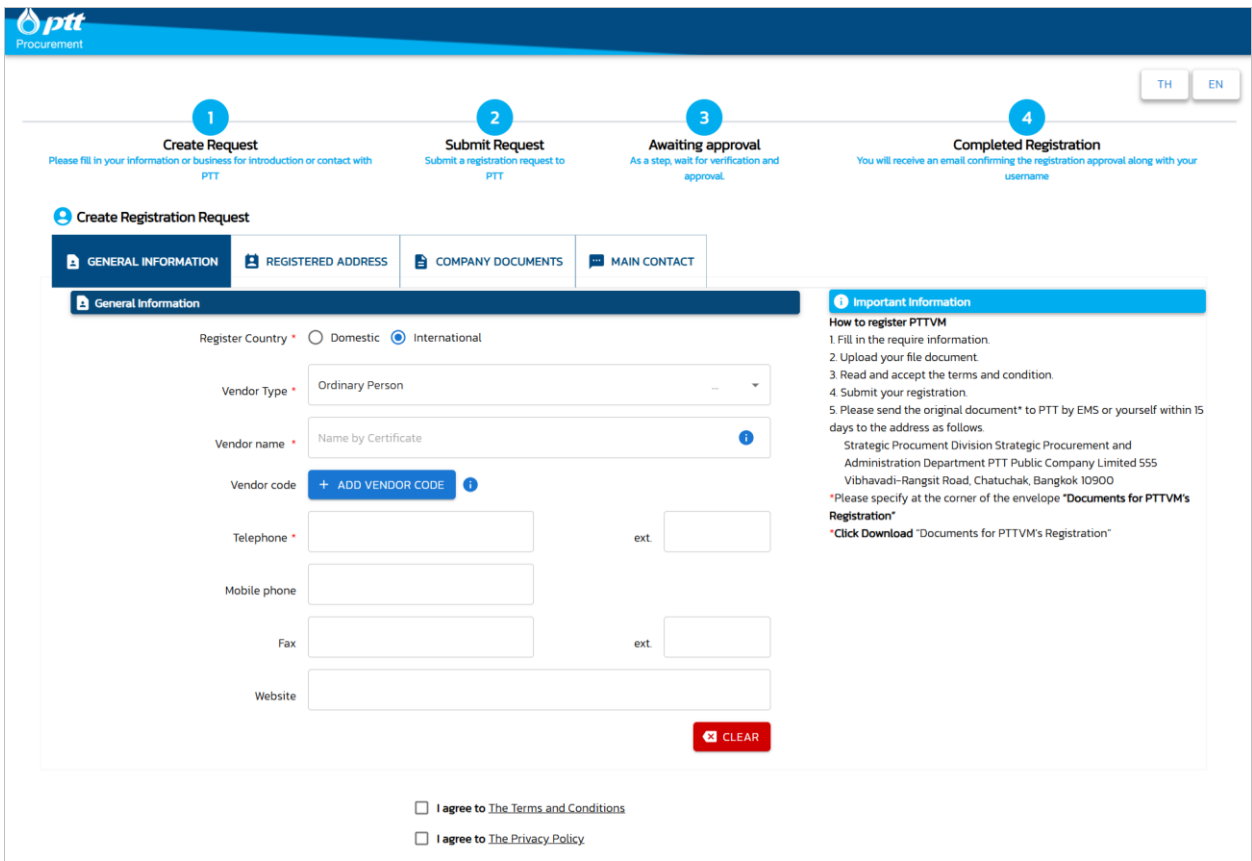 ptt
Procurement
TH
EN
1
Create Request
Please fill in your information or business for introduction or contact with
PTT
2
Submit Request
Submit a registration request to
PTT
3
Awaiting approval
As a step, wait for verification and
approval.
4
Completed Registration
You will receive an email confirming the registration approval along with your
username
Create Registration Request
GENERAL INFORMATION
REGISTERED ADDRESS
COMPANY DOCUMENTS
MAIN CONTACT
General Information
Register Country * Domestic International
Vendor Type * Ordinary Person ...
Vendor name * Name by Certificate
Vendor code + ADD VENDOR CODE
Telephone * ext.
Mobile phone
Fax ext.
Website
CLEAR
Important Information
How to register PTTVM
1. Fill in the require information.
2. Upload your file document.
3. Read and accept the terms and condition.
4. Submit your registration.
5. Please send the original document* to PTT by EMS or yourself within 15
days to the address as follows.
Strategic Procument Division Strategic Procurement and
Administration Department PTT Public Company Limited 555
Vibhavadi-Rangsit Road, Chatuchak, Bangkok 10900
*Please specify at the corner of the envelope "Documents for PTTVM's
Registration"
*Click Download "Documents for PTTVM's Registration"
I agree to The Terms and Conditions
I agree to The Privacy Policy